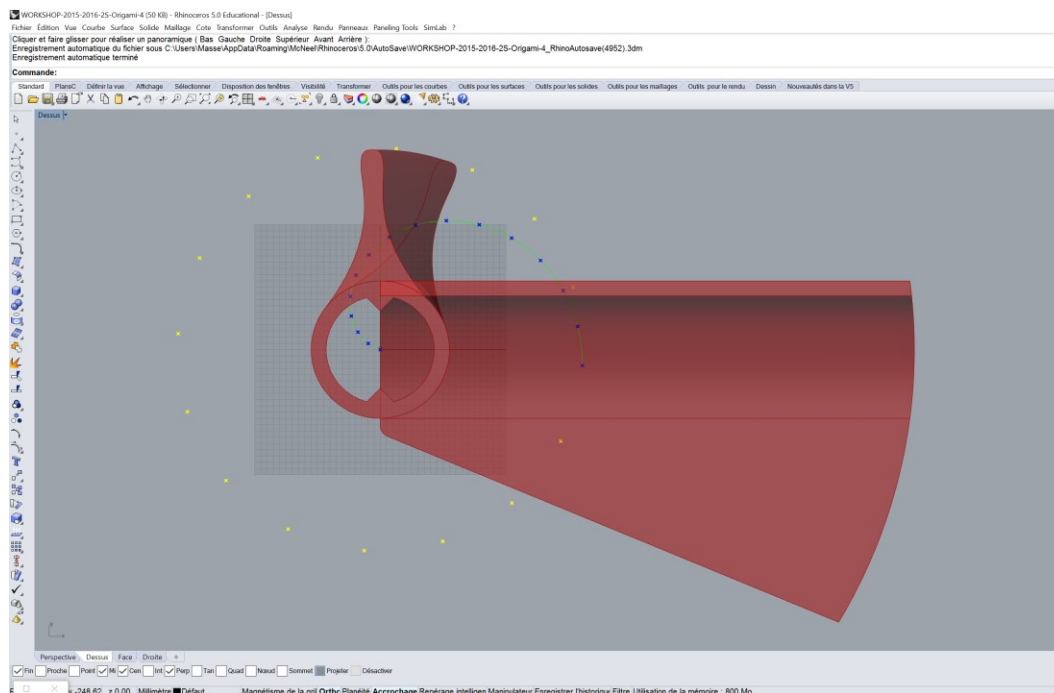 WORKSHOP-2015-2016-2S-Origami-4 (50 KB) - Rhinoceros 5.0 Educational - [Dessus]
Fichier Édition Vue Courbe Surface Solide Maillage Cote Transformer Outils Analyse Rendu Panneaux Paneling Tools SimLab ?
Cliquer et faire glisser pour réaliser un panoramique ( Bas Gauche Droite Supérieur Avant Arrière ):
Enregistrement automatique du fichier sous C:\Users\Masse\AppData\Roaming\McNeel\Rhinoceros\5.0\AutoSave\WORKSHOP-2015-2016-2S-Origami-4_RhinoAutosave(4952).3dm
Enregistrement automatique terminé
Commande:
Standard PlansC Définir la vue Affichage Sélectionner Disposition des fenêtres Visibilité Transformer Outils pour les courbes Outils pour les surfaces Outils pour les solides Outils pour les maillages Outils pour le rendu Dessin Nouveautés dans la V5
Dessus
Perspective Dessus Face Droite
Fin Proche Point Mi Cen Int Perp Tan Quad Nœud Sommet Projeter Désactiver
y -248.62 z 0.00 Millimètre Défaut Magnétisme de la gril Ortho Planéité Accrochage Repérage intelligen Manipulateur Enregistrer l'historiqu Filtre Utilisation de la mémoire : 800 Mo